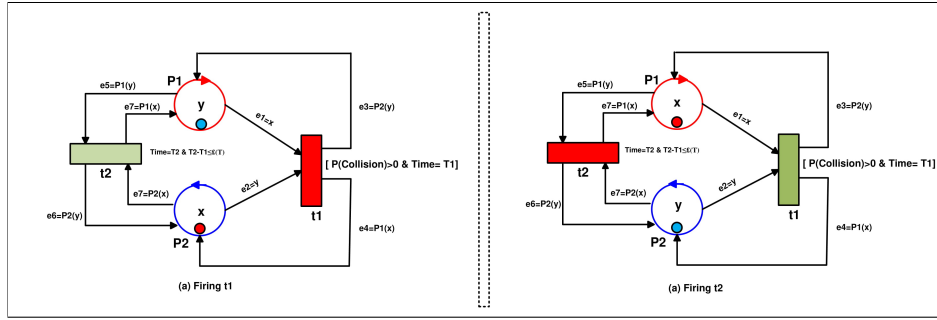 P1
e5=P1(y)
e7=P1(x)
y
e1=x
e3=P2(y)
Time=T2 & T2-T1≤
t2
[ P(Collision)>0 & Time= T1]
e7=P2(x)
e2=y
x
t1
e6=P2(y)
P2
e4=P1(x)
(a) Firing t1
P1
e5=P1(y)
e7=P1(x)
x
e1=x
e3=P2(y)
Time=T2 & T2-T1≤
t2
[ P(Collision)>0 & Time= T1]
e7=P2(x)
e2=y
y
t1
e6=P2(y)
P2
e4=P1(x)
(a) Firing t2